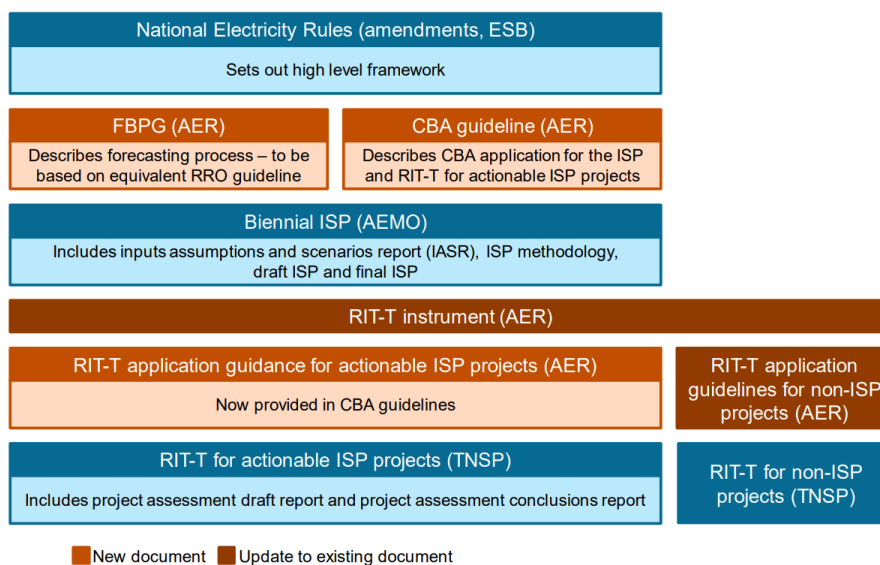 National Electricity Rules (amendments, ESB)
Sets out high level framework
FBPG (AER)
Describes forecasting process – to be
based on equivalent RRO guideline
CBA guideline (AER)
Describes CBA application for the ISP
and RIT-T for actionable ISP projects
Biennial ISP (AEMO)
Includes inputs assumptions and scenarios report (IASR), ISP methodology,
draft ISP and final ISP
RIT-T instrument (AER)
RIT-T application guidance for actionable ISP projects (AER)
Now provided in CBA guidelines
RIT-T application
guidelines for non-ISP
projects (AER)
RIT-T for actionable ISP projects (TNSP)
Includes project assessment draft report and project assessment conclusions report
RIT-T for non-ISP
projects (TNSP)
New document
Update to existing document